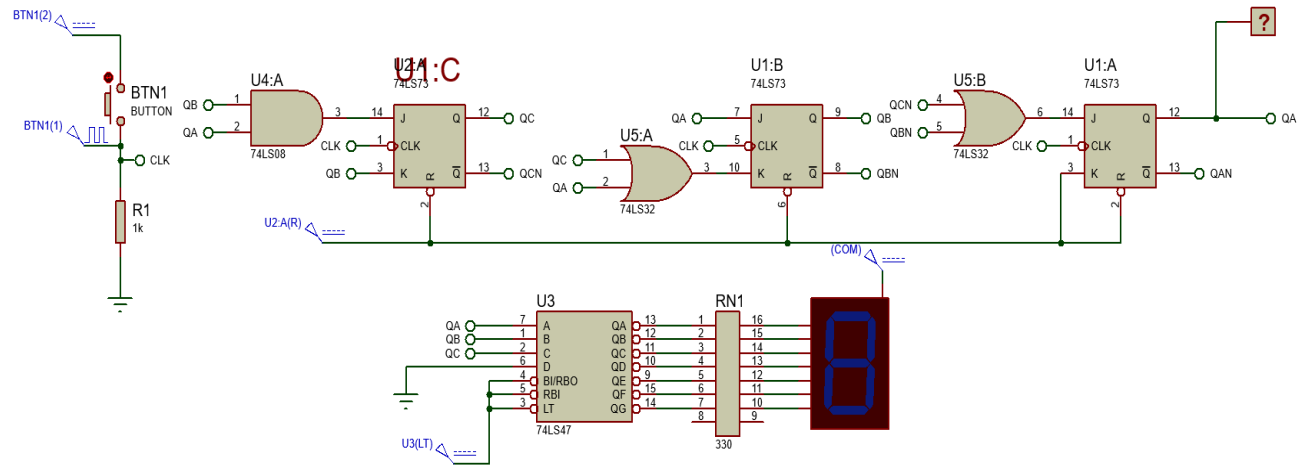 BTN1(2)
BTN1
BUTTON
BTN1(1)
CLK
R1
1k
U4:A
QB 1
QA 2
3
74LS08
U2:A
U1:C
74LS73
14 J Q 12 QC
CLK 1 CLK
QB 3 K Q 13 QCN
R
2
U2:A(R)
U5:A
QC 1
QA 2
3
74LS32
U1:B
74LS73
QA 7 J Q 9 QB
CLK 5 CLK
10 K Q 8 QBN
R
6
U5:B
QCN 4
QBN 5
6
74LS32
U1:A
74LS73
14 J Q 12 QA
CLK 1 CLK
3 K Q 13 QAN
R
2
?
(COM)
U3
QA 7 A QA 13
QB 1 B QB 12
QC 2 C QC 11
6 D QD 10
4 BI/RBO QE 9
5 RBI QF 15
3 LT QG 14
74LS47
U3(LT)
RN1
1 16
2 15
3 14
4 13
5 12
6 11
7 10
8 9
330